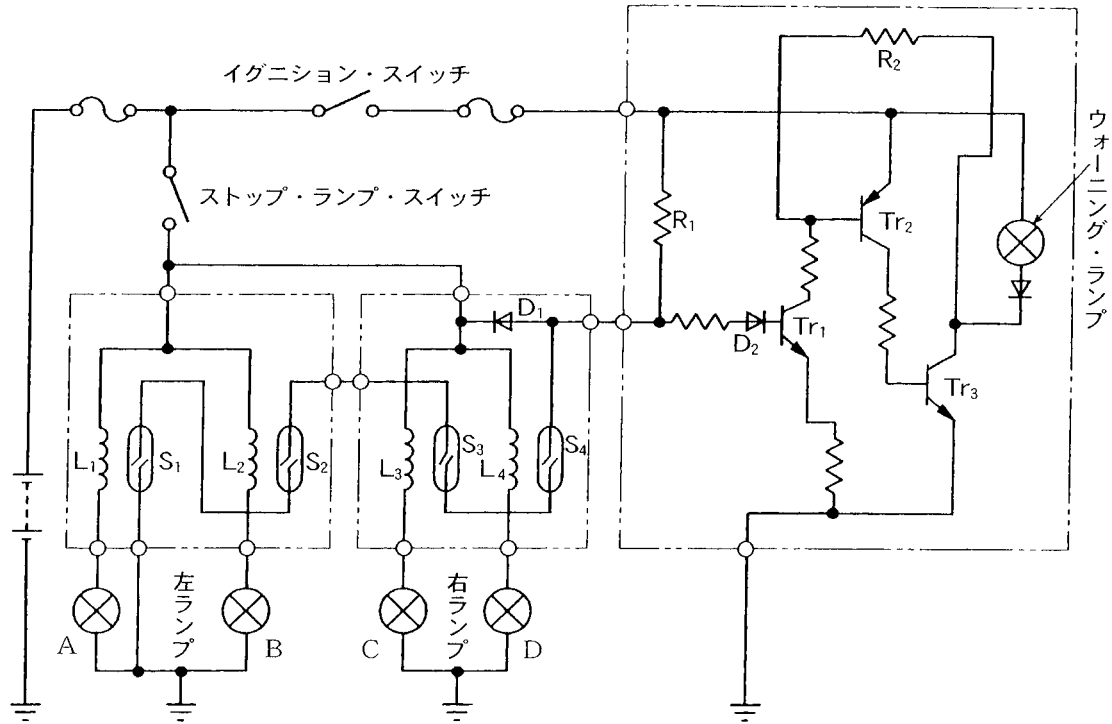 R₂
イグニション・スイッチ
ウォーニング・ランプ
ストップ・ランプ・スイッチ
R₁
Tr₂
D₁
D₂
Tr₁
Tr₃
L₁
S₁
L₂
S₂
L₃
S₃
L₄
S₄
A
左ランプ
B
C
右ランプ
D